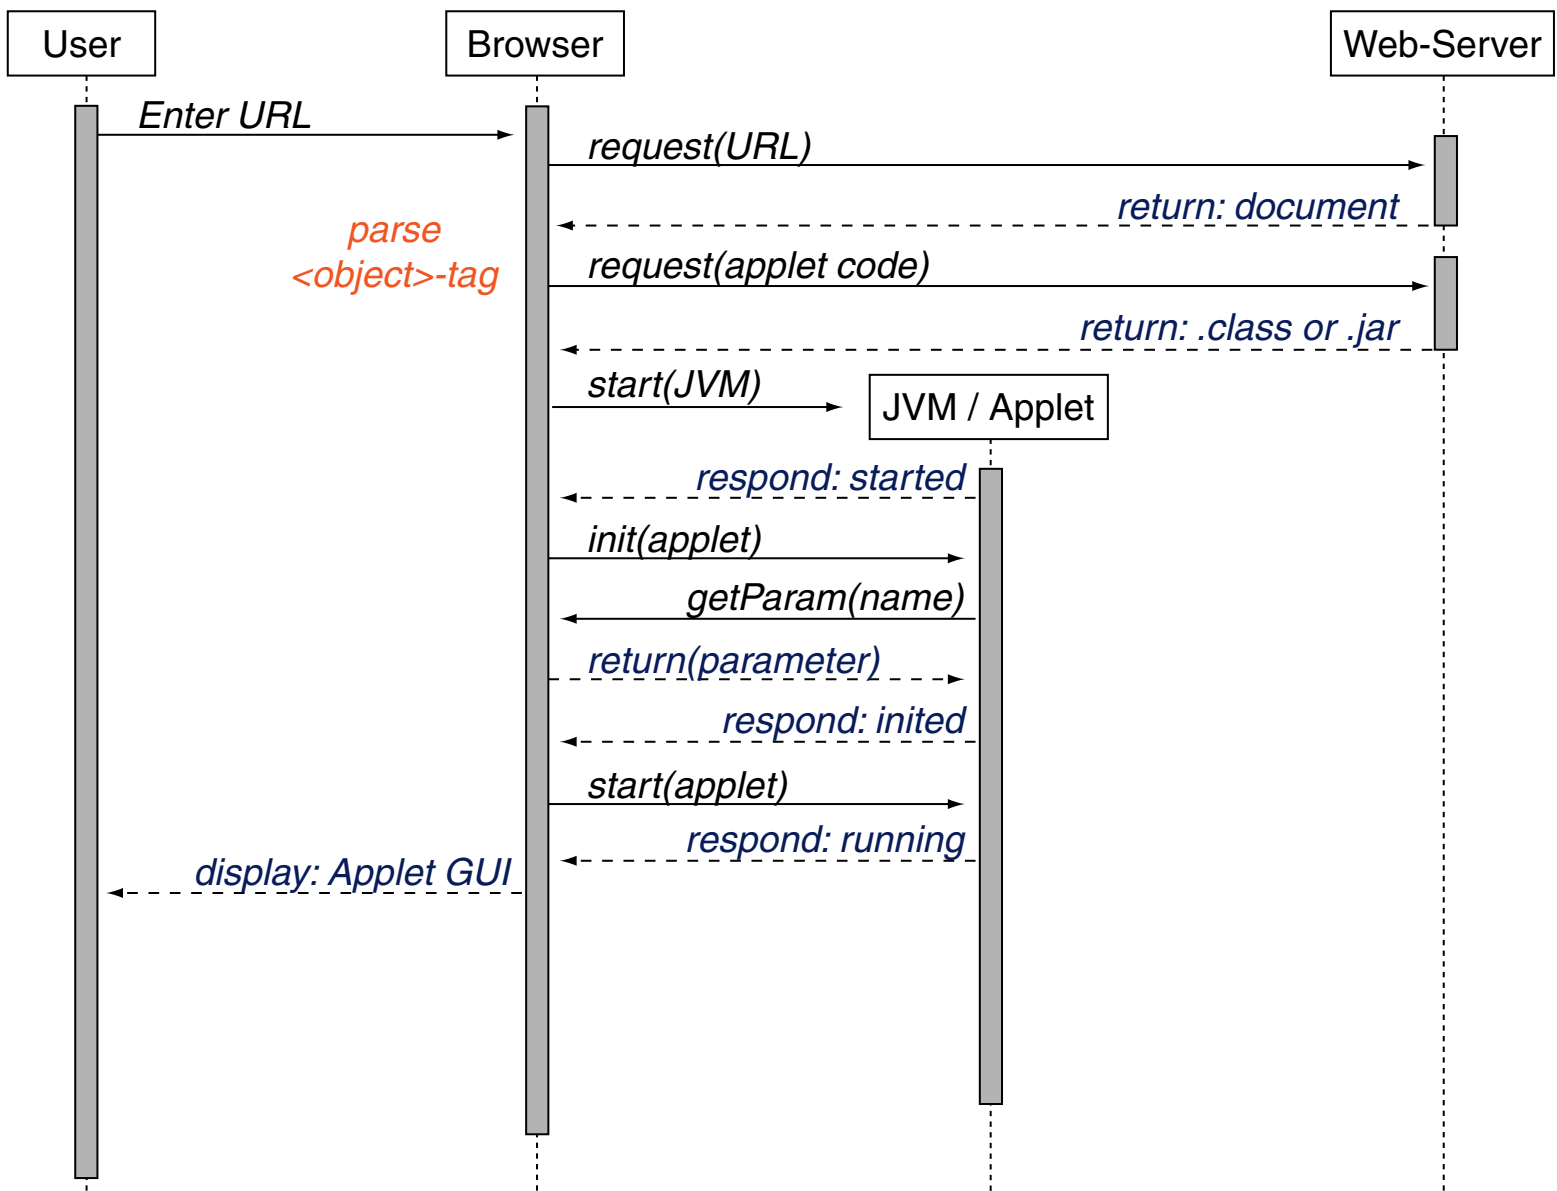 User
Browser
Web-Server
Enter URL
request(URL)
return: document
parse
<object>-tag
request(applet code)
return: .class or .jar
start(JVM)
JVM / Applet
respond: started
init(applet)
getParam(name)
return(parameter)
respond: inited
start(applet)
respond: running
display: Applet GUI